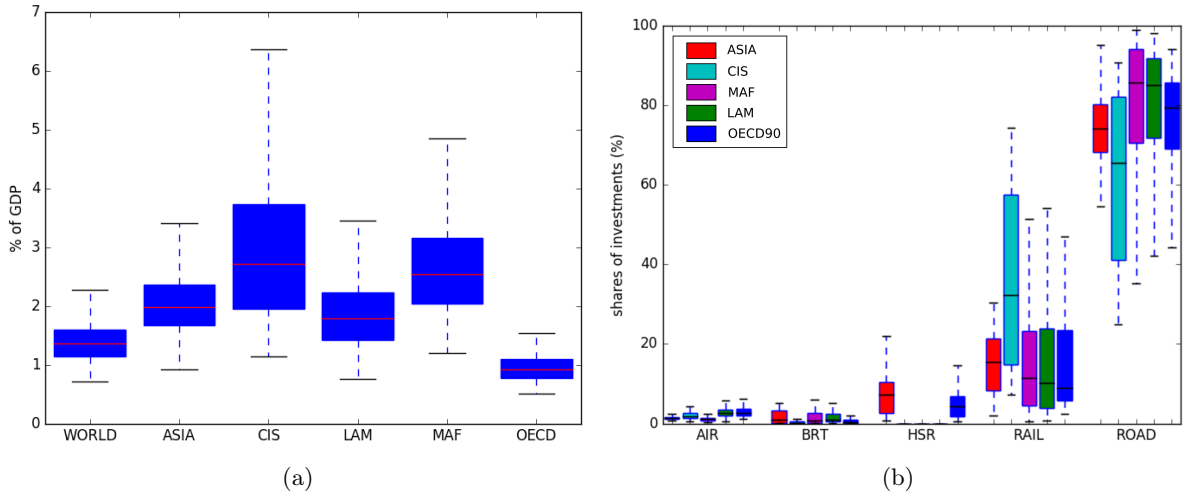 7
6
5
4
3
2
1
0
% of GDP
WORLD ASIA CIS LAM MAF OECD
(a)
100
80
60
40
20
0
shares of investments (%)
ASIA
CIS
MAF
LAM
OECD90
AIR BRT HSR RAIL ROAD
(b)